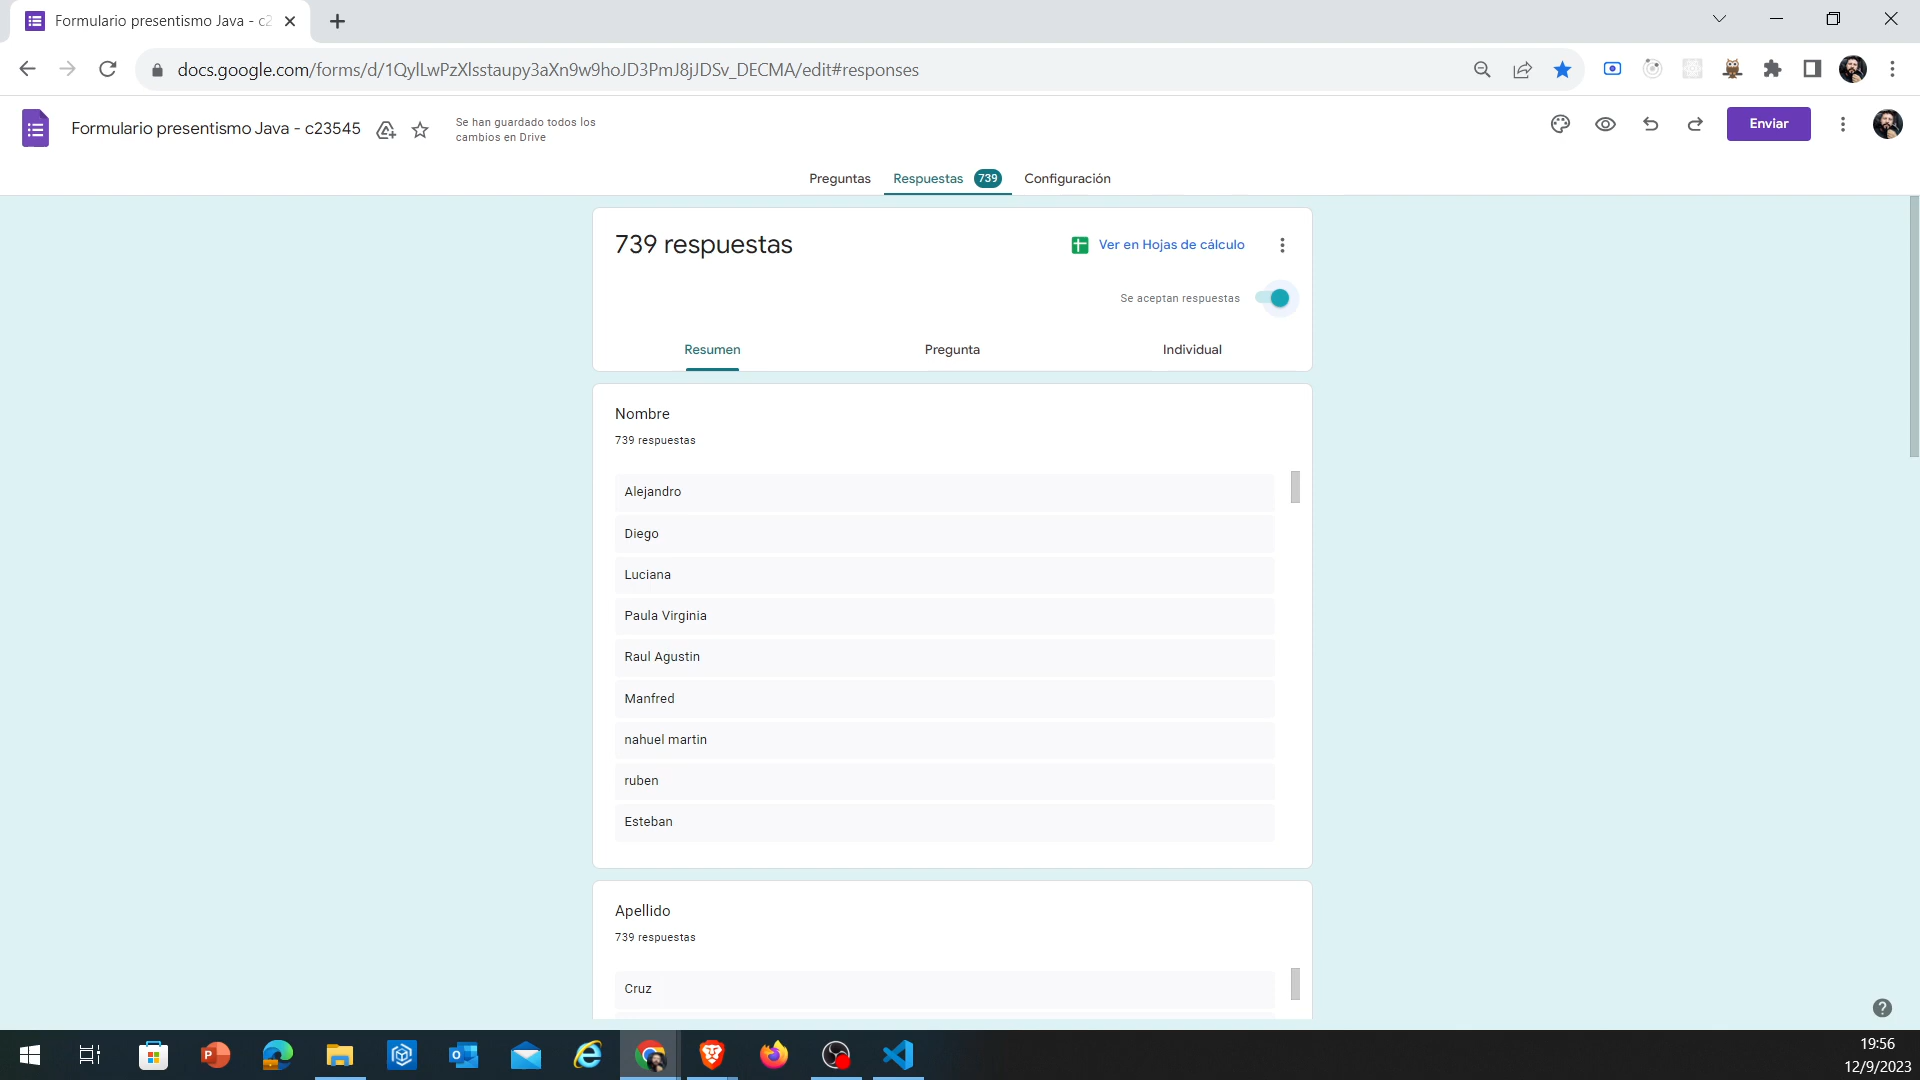 Formulario presentismo Java - c2
docs.google.com/forms/d/1QylLwPzXlsstaupy3aXn9w9hoJD3PmJ8jJDSv_DECMA/edit#responses
Formulario presentismo Java - c23545
Se han guardado todos los
cambios en Drive
Enviar
Preguntas
Respuestas 739
Configuración
739 respuestas
Ver en Hojas de cálculo
Se aceptan respuestas
Resumen
Pregunta
Individual
Nombre
739 respuestas
Alejandro
Diego
Luciana
Paula Virginia
Raul Agustin
Manfred
nahuel martin
ruben
Esteban
Apellido
739 respuestas
Cruz
19:56
12/9/2023